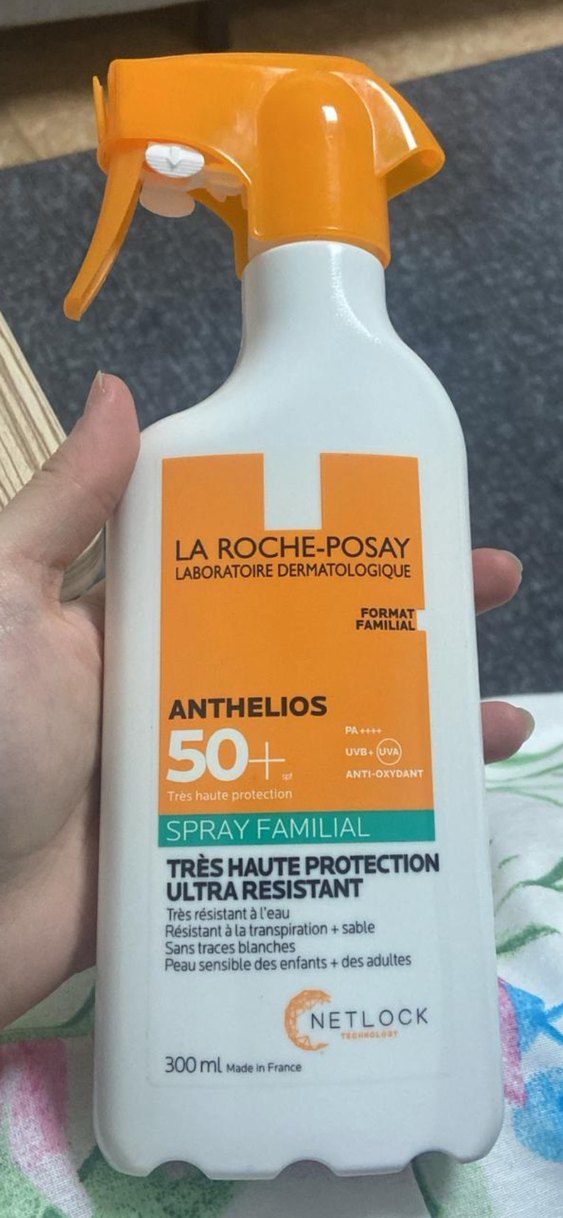 LA ROCHE-POSAY
LABORATOIRE DERMATOLOGIQUE
FORMAT
FAMILIAL
ANTHELIOS
50+
spf
Très haute protection
PA++++
UVB+ UVA
ANTI-OXYDANT
SPRAY FAMILIAL
TRÈS HAUTE PROTECTION
ULTRA RESISTANT
Très résistant à l'eau
Résistant à la transpiration + sable
Sans traces blanches
Peau sensible des enfants + des adultes
NETLOCK
TECHNOLOGY
300 ml Made in France